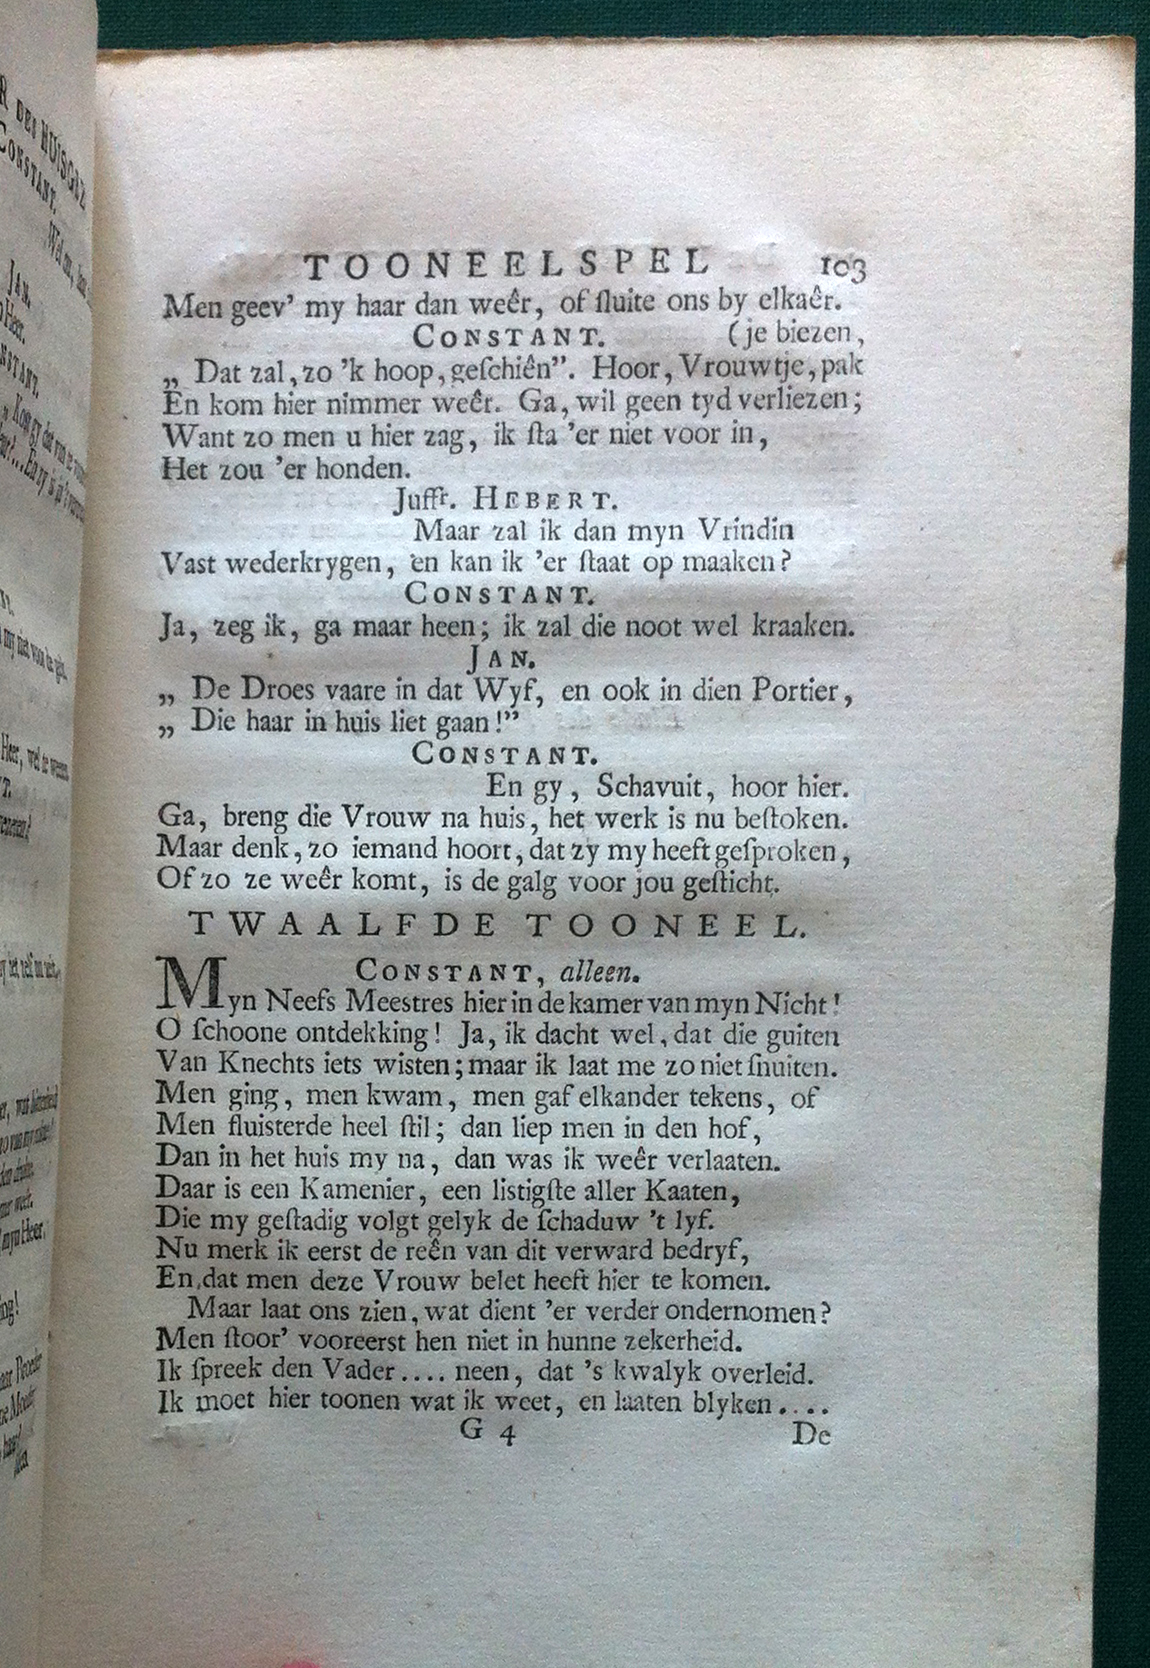 TOONEELSPEL 103
Men geev' my haar dan weêr, of ſluite ons by elkaêr.
CONSTANT. (je biezen,
„ Dat zal, zo 'k hoop, geſchiên”. Hoor, Vrouwtje, pak
En kom hier nimmer weêr. Ga, wil geen tyd verliezen;
Want zo men u hier zag, ik ſta 'er niet voor in,
Het zou 'er honden.
Juffr. HEBERT.
Maar zal ik dan myn Vrindin
Vast wederkrygen, en kan ik 'er ſtaat op maaken?
CONSTANT.
Ja, zeg ik, ga maar heen; ik zal die noot wel kraaken.
JAN.
„ De Droes vaare in dat Wyf, en ook in dien Portier,
„ Die haar in huis liet gaan!”
CONSTANT.
En gy, Schavuit, hoor hier.
Ga, breng die Vrouw na huis, het werk is nu beſtoken.
Maar denk, zo iemand hoort, dat zy my heeft geſproken,
Of zo ze weêr komt, is de galg voor jou geſticht.
TWAALFDE TOONEEL.
CONSTANT, alleen.
Myn Neefs Meestres hier in de kamer van myn Nicht!
O ſchoone ontdekking! Ja, ik dacht wel, dat die guiten
Van Knechts iets wisten; maar ik laat me zo niet ſnuiten.
Men ging, men kwam, men gaf elkander tekens, of
Men fluisterde heel ſtil; dan liep men in den hof,
Dan in het huis my na, dan was ik weêr verlaaten.
Daar is een Kamenier, een listigſte aller Kaaten,
Die my geſtadig volgt gelyk de ſchaduw 't lyf.
Nu merk ik eerst de reên van dit verward bedryf,
En dat men deze Vrouw belet heeft hier te komen.
Maar laat ons zien, wat dient 'er verder ondernomen?
Men ſtoor' vooreerst hen niet in hunne zekerheid.
Ik ſpreek den Vader.... neen, dat 's kwalyk overleid.
Ik moet hier toonen wat ik weet, en laaten blyken....
G 4 De